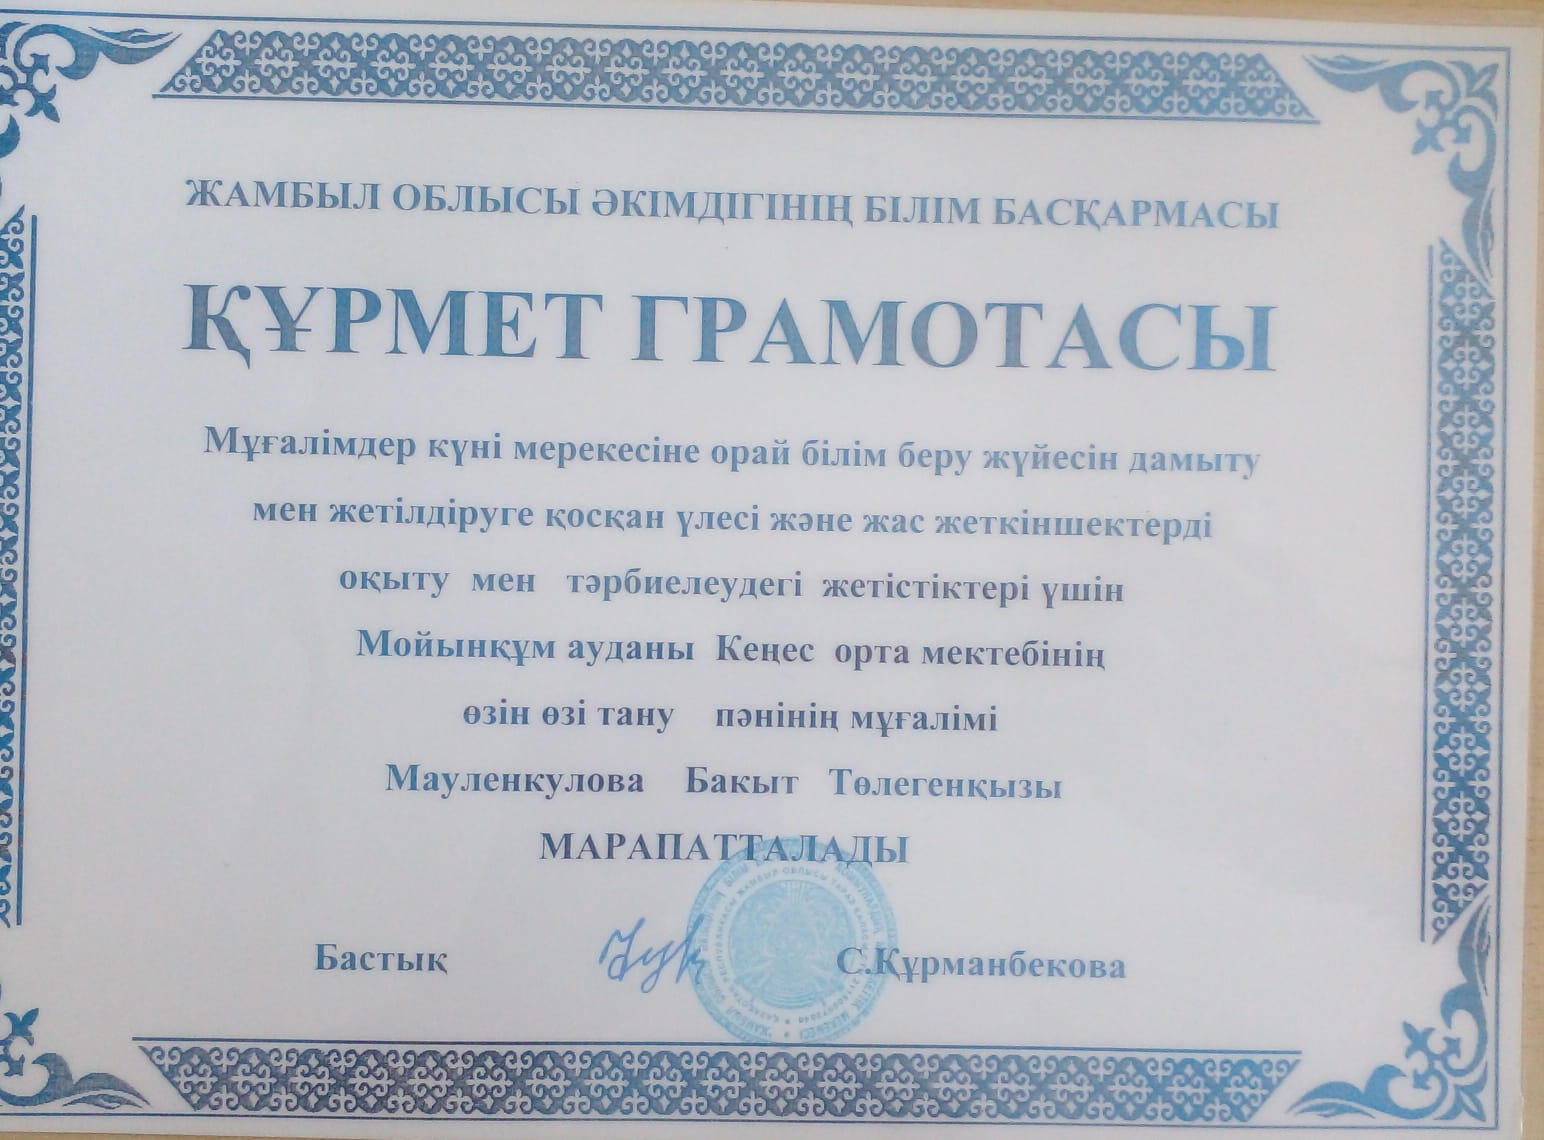 ЖАМБЫЛ ОБЛЫСЫ ӘКІМДІГІНІҢ БІЛІМ БАСҚАРМАСЫ
ҚҰРМЕТ ГРАМОТАСЫ
Мұғалімдер күні мерекесіне орай білім беру жүйесін дамыту
мен жетілдіруге қосқан үлесі және жас жеткіншектерді
оқыту мен тәрбиелеудегі жетістіктері үшін
Мойынқұм ауданы Кеңес орта мектебінің
өзін өзі тану пәнінің мұғалімі
Мауленкулова Бакыт Төлегенқызы
МАРАПАТТАЛАДЫ
Бастық С.Құрманбекова